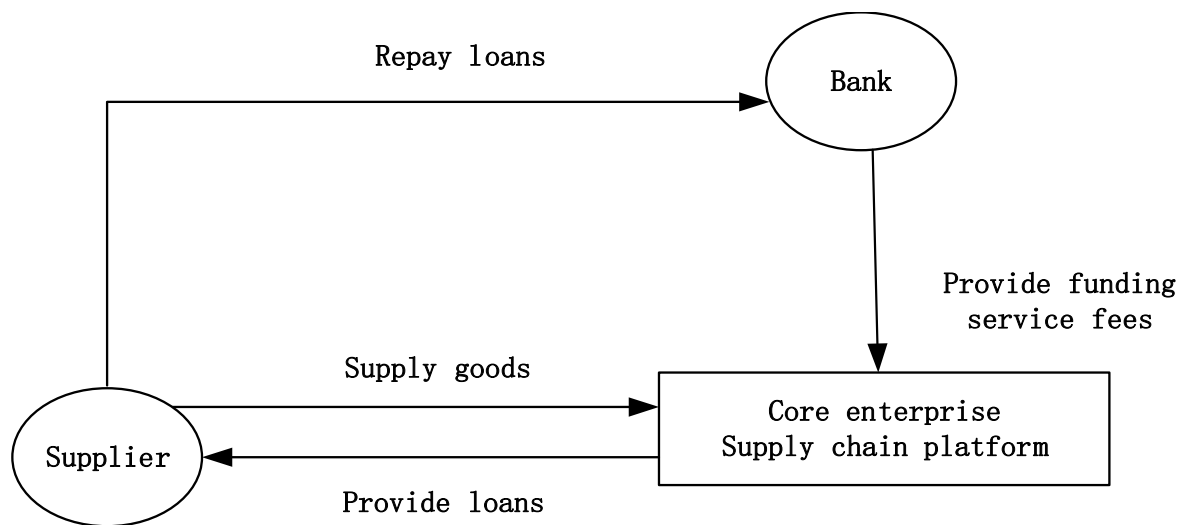 Repay loans
Bank
Provide funding
service fees
Supply goods
Core enterprise
Supply chain platform
Supplier
Provide loans